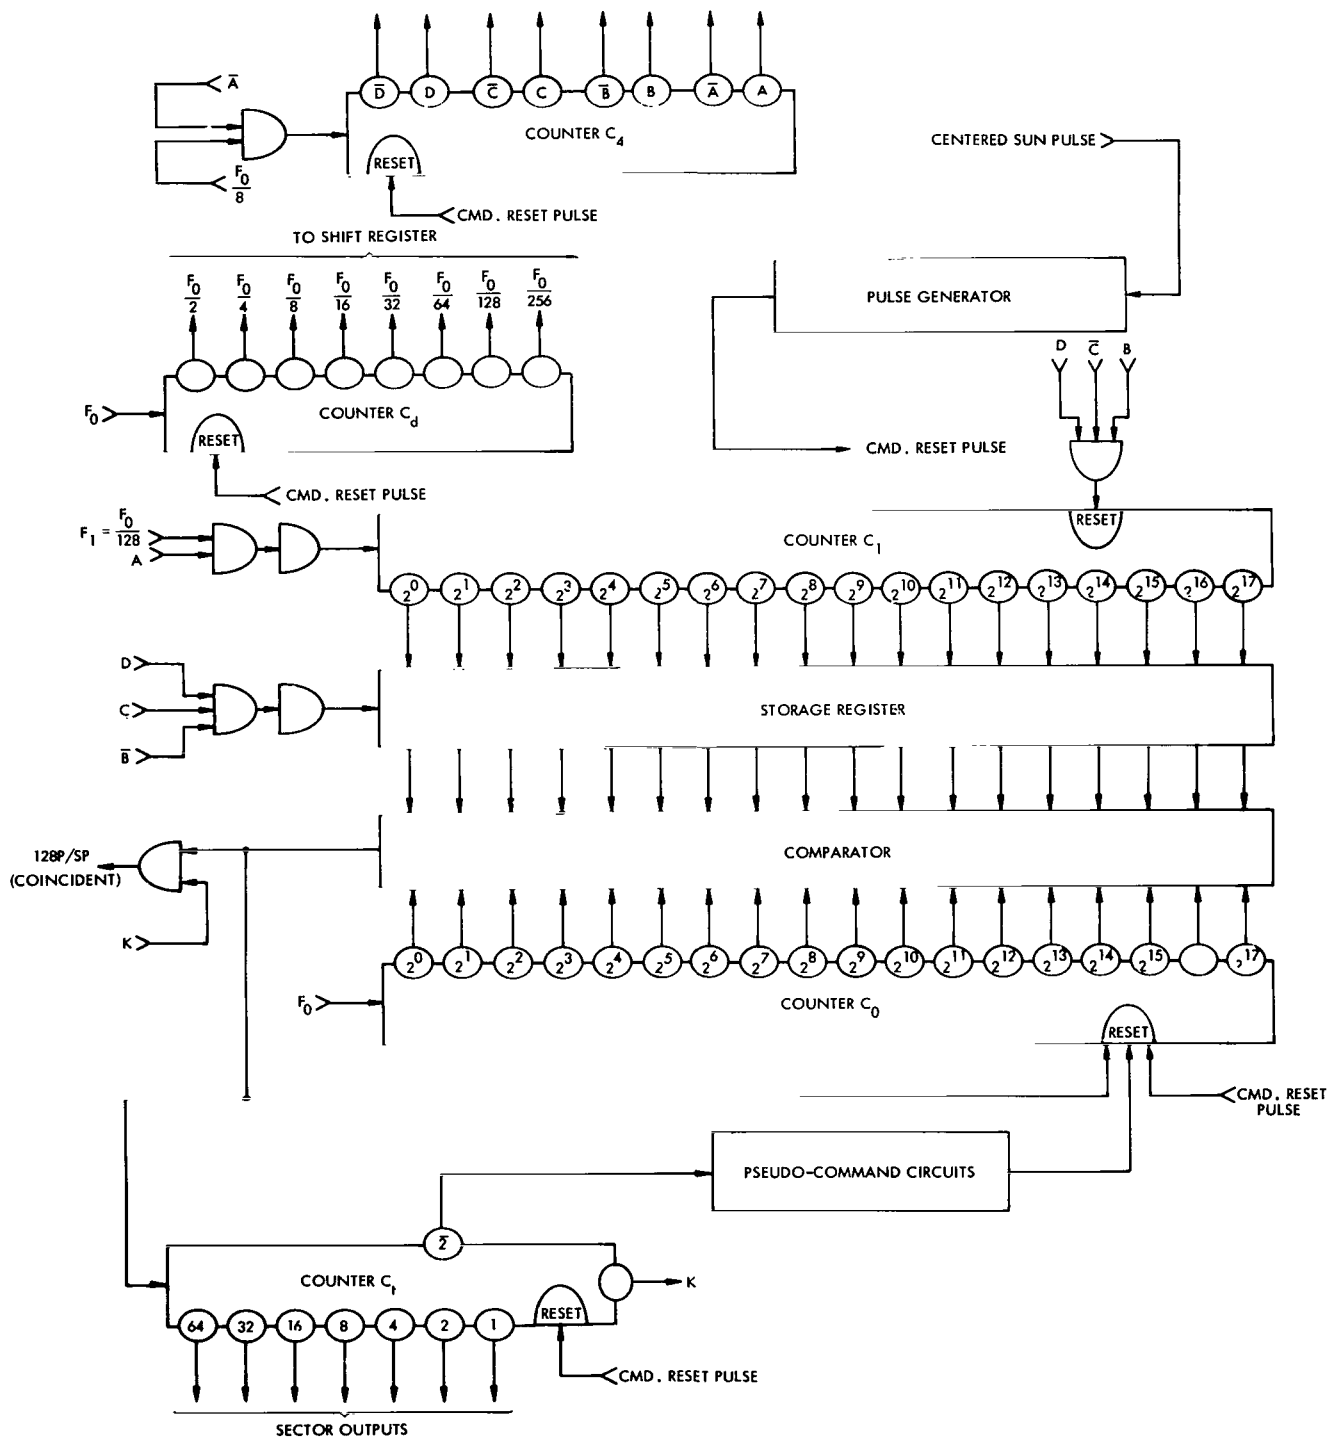 D̅ D C̅ C B̅ B A̅ A
A̅
COUNTER C4
F0/8
RESET
CMD. RESET PULSE
CENTERED SUN PULSE
TO SHIFT REGISTER
F0/2 F0/4 F0/8 F0/16 F0/32 F0/64 F0/128 F0/256
PULSE GENERATOR
D C̅ B
F0
COUNTER Cd
RESET
CMD. RESET PULSE
CMD. RESET PULSE
F1 = F0/128
A
COUNTER C1
RESET
2^0 2^1 2^2 2^3 2^4 2^5 2^6 2^7 2^8 2^9 2^10 2^11 2^12 2^13 2^14 2^15 2^16 2^17
D
C
B̅
STORAGE REGISTER
128P/SP
(COINCIDENT)
COMPARATOR
K
2^0 2^1 2^2 2^3 2^4 2^5 2^6 2^7 2^8 2^9 2^10 2^11 2^12 2^13 2^14 2^15 2^17
F0
COUNTER C0
RESET
CMD. RESET
PULSE
PSEUDO-COMMAND CIRCUITS
2̅
COUNTER Ct
K
RESET
64 32 16 8 4 2 1
CMD. RESET PULSE
SECTOR OUTPUTS